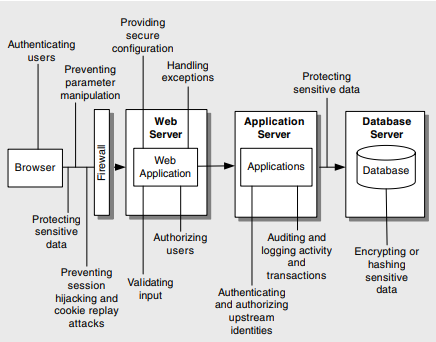 Providing
secure
configuration
Authenticating
users
Handling
exceptions
Preventing
parameter
manipulation
Protecting
sensitive data
Web
Server
Application
Server
Database
Server
Browser
Firewall
Web
Application
Applications
Database
Protecting
sensitive
data
Authorizing
users
Auditing and
logging activity
and
transactions
Encrypting or
hashing
sensitive
data
Preventing
session
hijacking and
cookie replay
attacks
Validating
input
Authenticating
and authorizing
upstream
identities